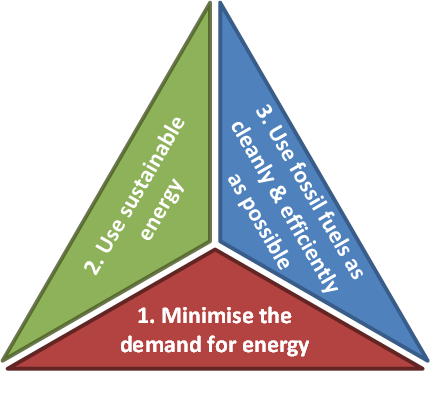 1. Minimise the
demand for energy
2. Use sustainable
energy
3. Use fossil fuels as
cleanly & efficiently
as possible